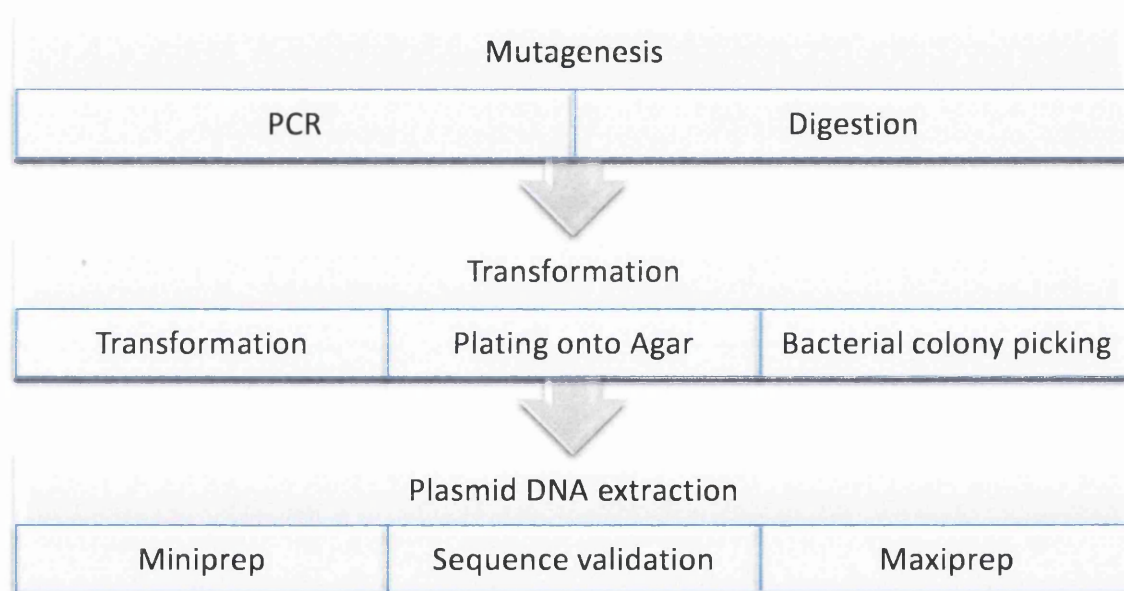 Mutagenesis
PCR Digestion
Transformation
Transformation Plating onto Agar Bacterial colony picking
Plasmid DNA extraction
Miniprep Sequence validation Maxiprep